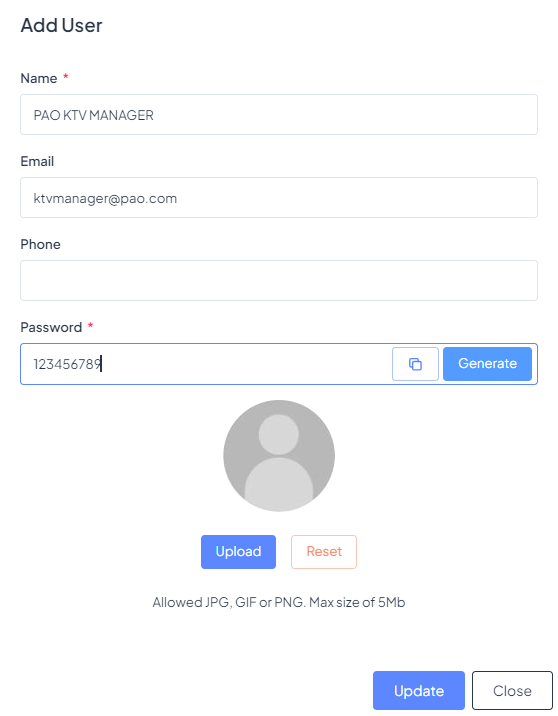 Add User
Name *
PAO KTV MANAGER
Email
ktvmanager@pao.com
Phone
Password *
123456789
Generate
Upload
Reset
Allowed JPG, GIF or PNG. Max size of 5Mb
Update
Close